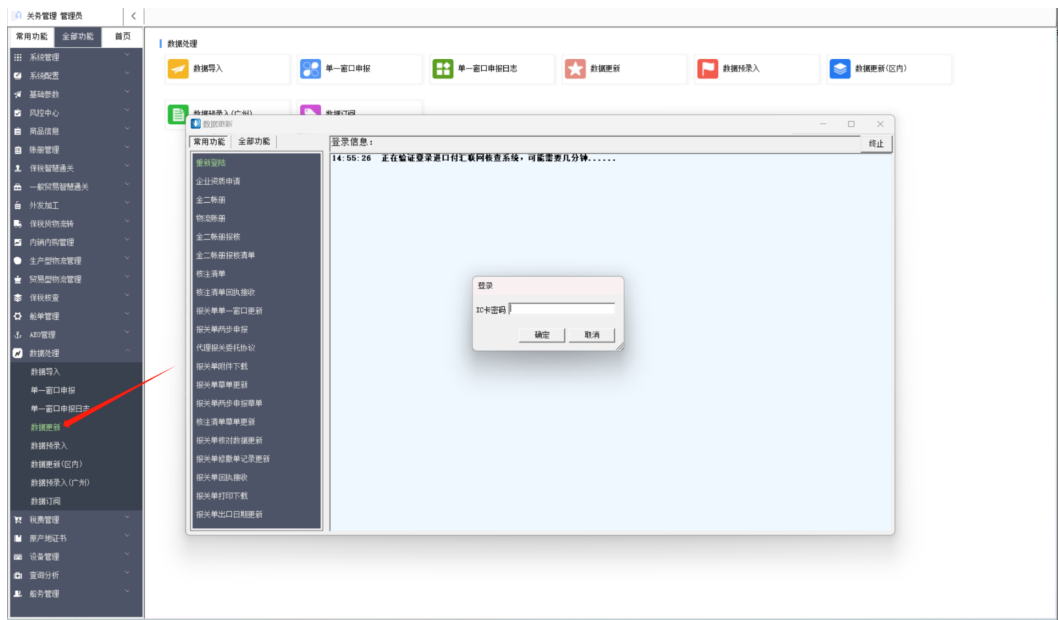 关务管理 管理员
常用功能 全部功能 首页
系统管理
系统配置
基础参数
风控中心
商品信息
账册管理
保税智慧通关
一般贸易智慧通关
外发加工
保税货物流转
内销内购管理
生产型物流管理
贸易型物流管理
保税核查
舱单管理
AEO管理
数据处理
数据导入
单一窗口申报
单一窗口申报日志
数据更新
数据预录入
数据更新(区内)
数据预录入(广州)
数据订阅
税费管理
原产地证书
设备管理
查询分析
船务管理
数据处理
数据导入
单一窗口申报
单一窗口申报日志
数据更新
数据预录入
数据更新(区内)
数据预录入(广州)
数据订阅
数据更新
常用功能 全部功能
登录信息:
终止
重新登陆
企业资质申请
金二帐册
物流账册
金二帐册报核
金二帐册报核清单
核注清单
核注清单回执接收
报关单单一窗口更新
报关单两步申报
代理报关委托协议
报关单附件下载
报关单草单更新
报关单两步申报草单
核注清单草单更新
报关单核对数据更新
报关单修撤单记录更新
报关单回执接收
报关单打印下载
报关单出口日期更新
14:55:26 正在验证登录进口付汇联网核查系统,可能需要几分钟......
登录
IC卡密码
确定 取消